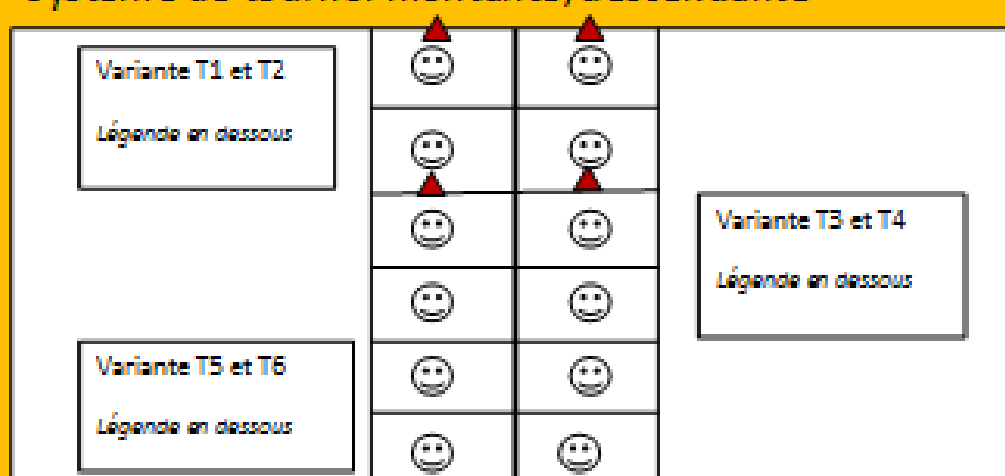 Variante T1 et T2
Légende en dessous
Variante T3 et T4
Légende en dessous
Variante T5 et T6
Légende en dessous